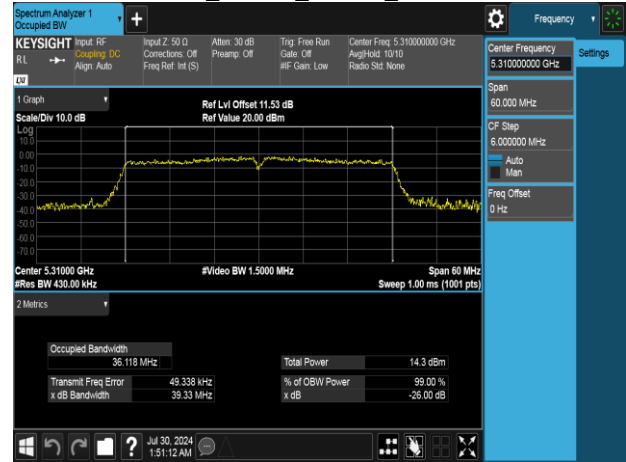 Spectrum Analyzer 1
Occupied BW
+
Frequency
KEYSIGHT
Input: RF
Coupling: DC
Align: Auto
Input Z: 50 Ω
Corrections: Off
Freq Ref: Int (S)
Atten: 30 dB
Preamp: Off
Trig: Free Run
Gate: Off
#IF Gain: Low
Center Freq: 5.310000000 GHz
Avg|Hold: 10/10
Radio Std: None
RL
LXI
Center Frequency
5.310000000 GHz
Settings
Span
60.000 MHz
CF Step
6.000000 MHz
Auto
Man
Freq Offset
0 Hz
1 Graph
Scale/Div 10.0 dB
Ref Lvl Offset 11.53 dB
Ref Value 20.00 dBm
Log
10.0
0.00
-10.0
-20.0
-30.0
-40.0
-50.0
-60.0
-70.0
Center 5.31000 GHz
#Video BW 1.5000 MHz
Span 60 MHz
#Res BW 430.00 kHz
Sweep 1.00 ms (1001 pts)
2 Metrics
Occupied Bandwidth
36.118 MHz
Total Power 14.3 dBm
Transmit Freq Error 49.338 kHz
% of OBW Power 99.00 %
x dB Bandwidth 39.33 MHz
x dB -26.00 dB
?
Jul 30, 2024
1:51:12 AM